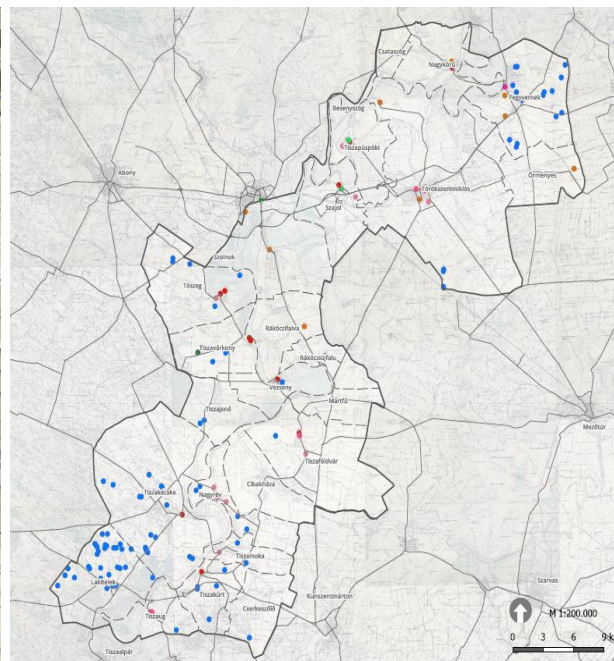 Csataszög
Nagykörű
Fegyvernek
Besenyszög
Tiszapüspöki
Abony
Örményes
Törökszentmiklós
Szajol
Szolnok
Tószeg
Rákóczifalva
Tiszavárkony
Rákócziújfalu
Vezseny
Martfű
Tiszajenő
Mezőtúr
Tiszaföldvár
Cibakháza
Tiszakécske
Nagyrév
Tiszainoka
Lakitelek
Szarvas
Tiszakürt
Kunszentmárton
Cserkeszőlő
Tiszaug
M 1:200.000
Tiszaalpár
0 3 6 9 k